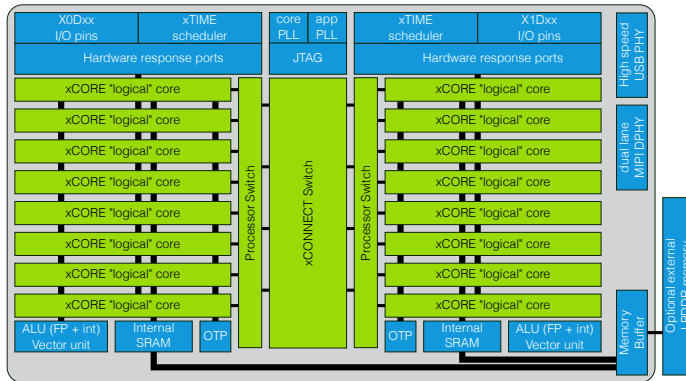 X0Dxx
I/O pins
xTIME
scheduler
core
PLL
app
PLL
xTIME
scheduler
X1Dxx
I/O pins
Hardware response ports
JTAG
Hardware response ports
High speed
USB PHY
dual lane
MIPI DPHY
xCORE "logical" core
xCORE "logical" core
xCORE "logical" core
xCORE "logical" core
xCORE "logical" core
xCORE "logical" core
xCORE "logical" core
xCORE "logical" core
Processor Switch
xCONNECT Switch
Processor Switch
xCORE "logical" core
xCORE "logical" core
xCORE "logical" core
xCORE "logical" core
xCORE "logical" core
xCORE "logical" core
xCORE "logical" core
xCORE "logical" core
ALU (FP + int)
Vector unit
Internal
SRAM
OTP
OTP
Internal
SRAM
ALU (FP + int)
Vector unit
Memory
Buffer
Optional external
LPDDR memory